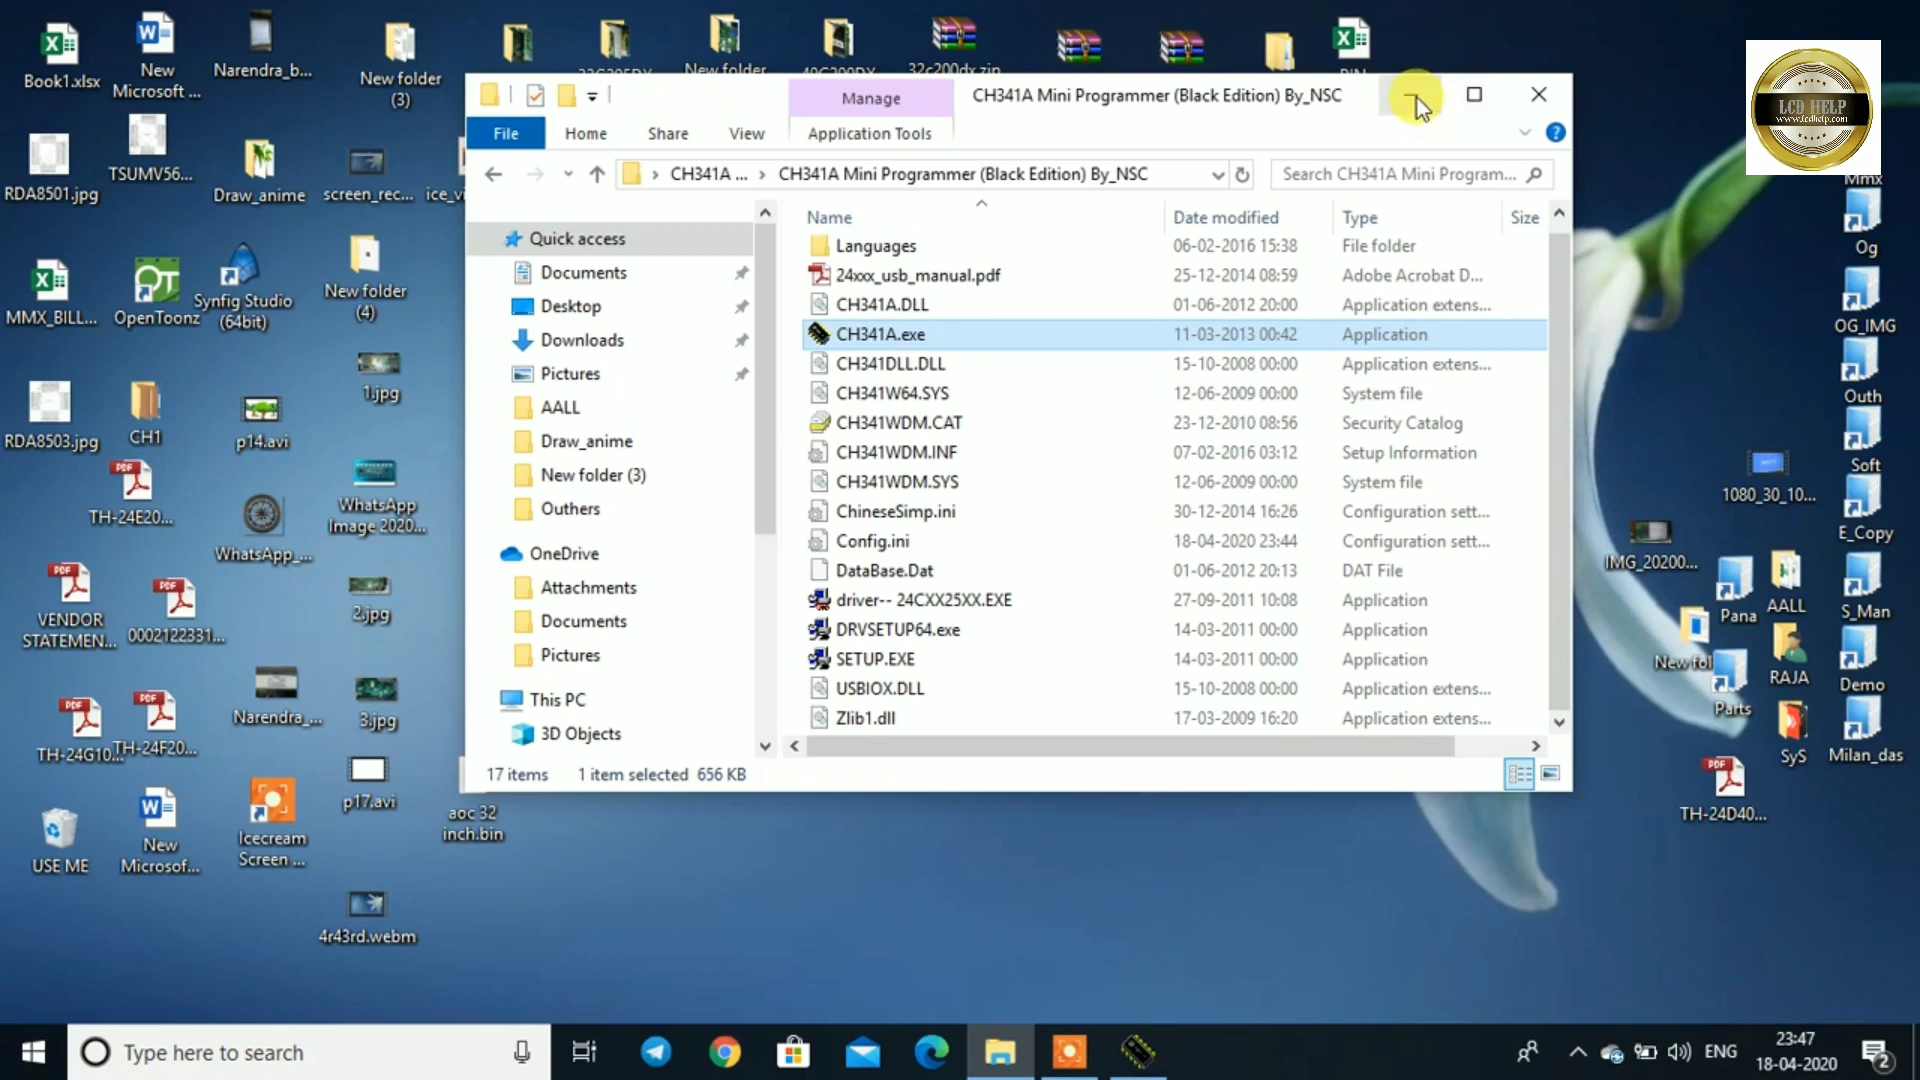 Book1.xlsx
New
Microsoft ...
Narendra_b...
New folder
(3)
New folder
32c200dx.zip
RDA8501.jpg
TSUMV56...
Draw_anime
screen_rec...
MMX_BILL...
OpenToonz
Synfig Studio
(64bit)
New folder
(4)
1.jpg
RDA8503.jpg
CH1
p14.avi
TH-24E20...
WhatsApp_...
WhatsApp
Image 2020...
VENDOR
STATEMEN...
0002122331...
2.jpg
TH-24G10...
TH-24F20...
Narendra_...
3.jpg
p17.avi
USE ME
New
Microsof...
Icecream
Screen ...
aoc 32
inch.bin
4r43rd.webm
Manage
CH341A Mini Programmer (Black Edition) By_NSC
File
Home
Share
View
Application Tools
CH341A ...
CH341A Mini Programmer (Black Edition) By_NSC
Search CH341A Mini Program...
Quick access
Documents
Desktop
Downloads
Pictures
AALL
Draw_anime
New folder (3)
Outhers
OneDrive
Attachments
Documents
Pictures
This PC
3D Objects
Name Date modified Type Size
Languages 06-02-2016 15:38 File folder
24xxx_usb_manual.pdf 25-12-2014 08:59 Adobe Acrobat D...
CH341A.DLL 01-06-2012 20:00 Application extens...
CH341A.exe 11-03-2013 00:42 Application
CH341DLL.DLL 15-10-2008 00:00 Application extens...
CH341W64.SYS 12-06-2009 00:00 System file
CH341WDM.CAT 23-12-2010 08:56 Security Catalog
CH341WDM.INF 07-02-2016 03:12 Setup Information
CH341WDM.SYS 12-06-2009 00:00 System file
ChineseSimp.ini 30-12-2014 16:26 Configuration sett...
Config.ini 18-04-2020 23:44 Configuration sett...
DataBase.Dat 01-06-2012 20:13 DAT File
driver-- 24CXX25XX.EXE 27-09-2011 10:08 Application
DRVSETUP64.exe 14-03-2011 00:00 Application
SETUP.EXE 14-03-2011 00:00 Application
USBIOX.DLL 15-10-2008 00:00 Application extens...
Zlib1.dll 17-03-2009 16:20 Application extens...
17 items 1 item selected 656 KB
LCD HELP
www.lcdhelp.com
Mmx
Og
OG_IMG
Outh
Soft
1080_30_10...
E_Copy
IMG_20200...
Pana
AALL
S_Man
New fol
Parts
RAJA
Demo
SyS
Milan_das
TH-24D40...
Type here to search
ENG
23:47
18-04-2020
2